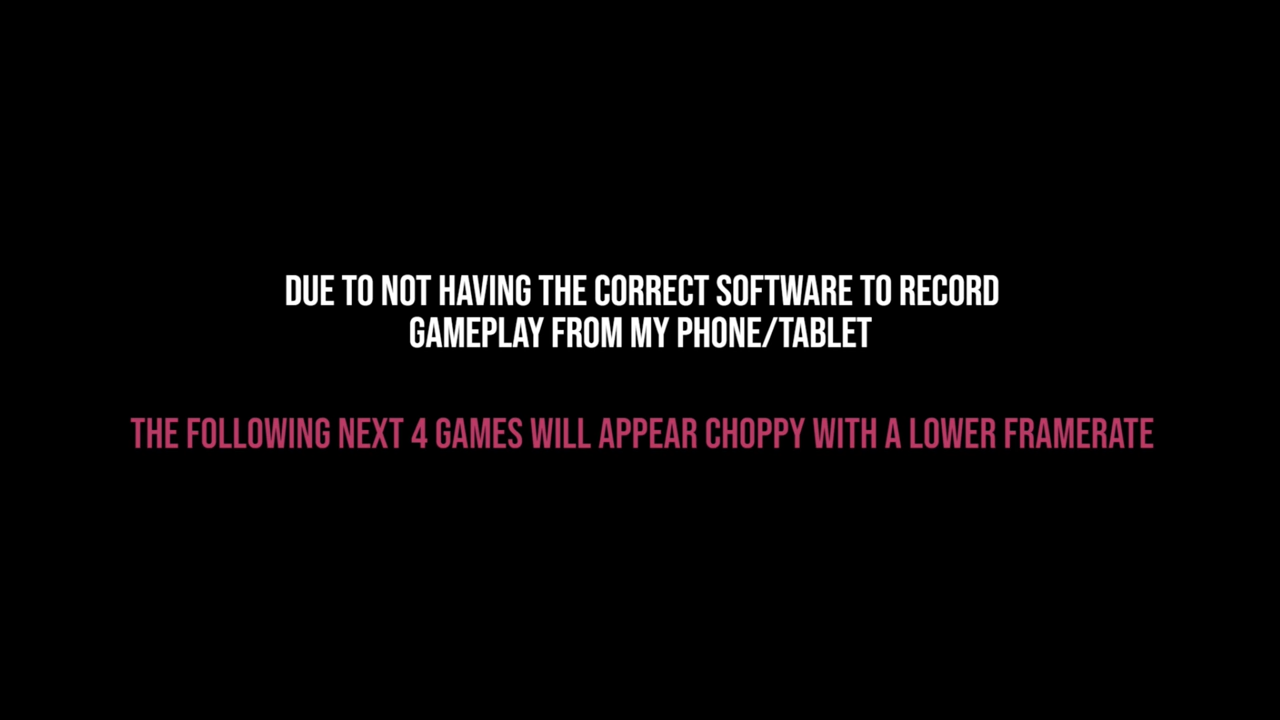 DUE TO NOT HAVING THE CORRECT SOFTWARE TO RECORD
GAMEPLAY FROM MY PHONE/TABLET
THE FOLLOWING NEXT 4 GAMES WILL APPEAR CHOPPY WITH A LOWER FRAMERATE